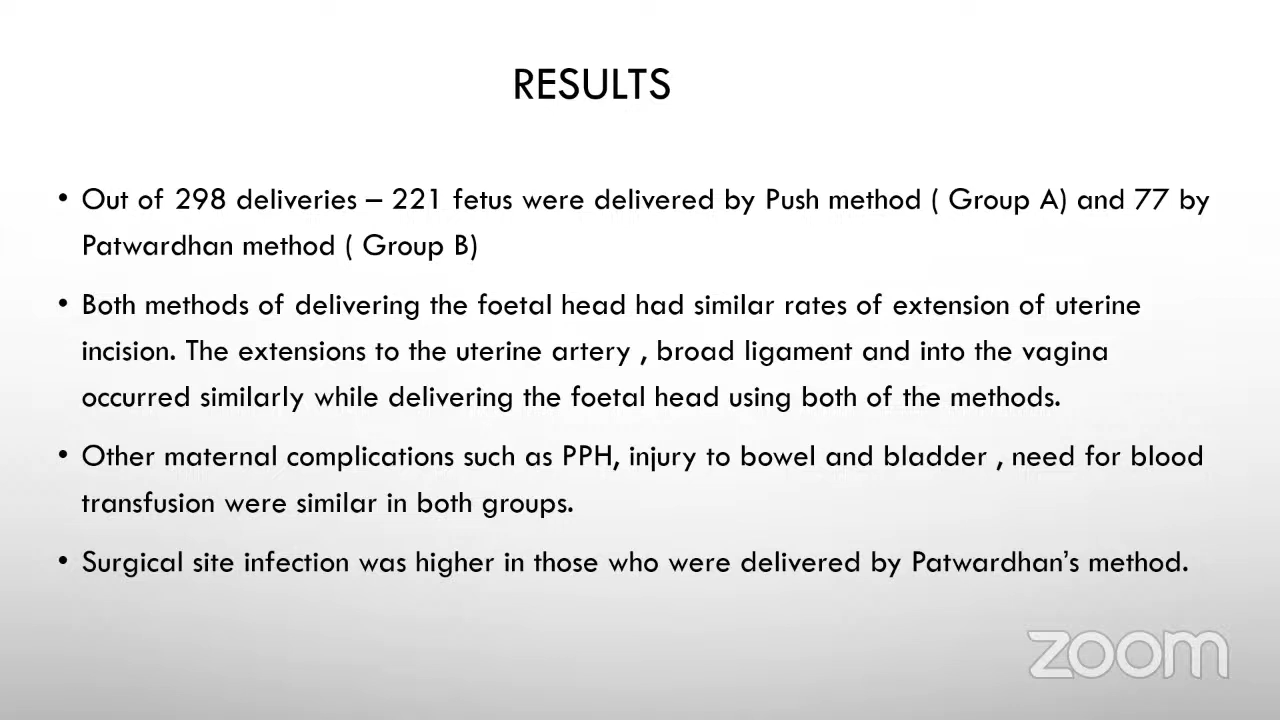 RESULTS
• Out of 298 deliveries – 221 fetus were delivered by Push method ( Group A) and 77 by
Patwardhan method ( Group B)
• Both methods of delivering the foetal head had similar rates of extension of uterine
incision. The extensions to the uterine artery , broad ligament and into the vagina
occurred similarly while delivering the foetal head using both of the methods.
• Other maternal complications such as PPH, injury to bowel and bladder , need for blood
transfusion were similar in both groups.
• Surgical site infection was higher in those who were delivered by Patwardhan’s method.
zoom